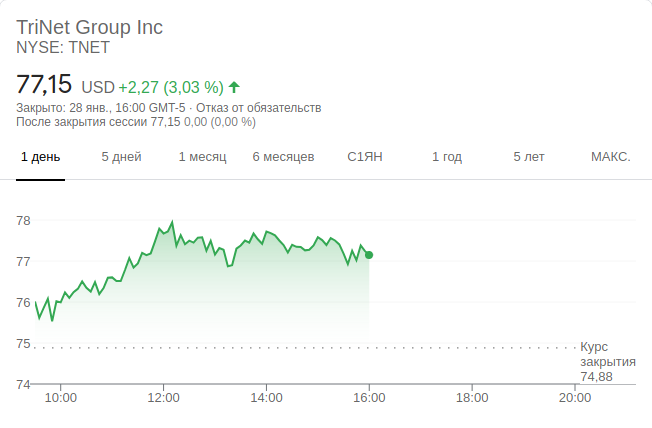 TriNet Group Inc
NYSE: TNET
77,15 USD +2,27 (3,03 %)
Закрыто: 28 янв., 16:00 GMT-5 · Отказ от обязательств
После закрытия сессии 77,15 0,00 (0,00 %)
1 день 5 дней 1 месяц 6 месяцев С1ЯН 1 год 5 лет МАКС.
78
77
76
75
Курс
закрытия
74,88
74
10:00 12:00 14:00 16:00 18:00 20:00